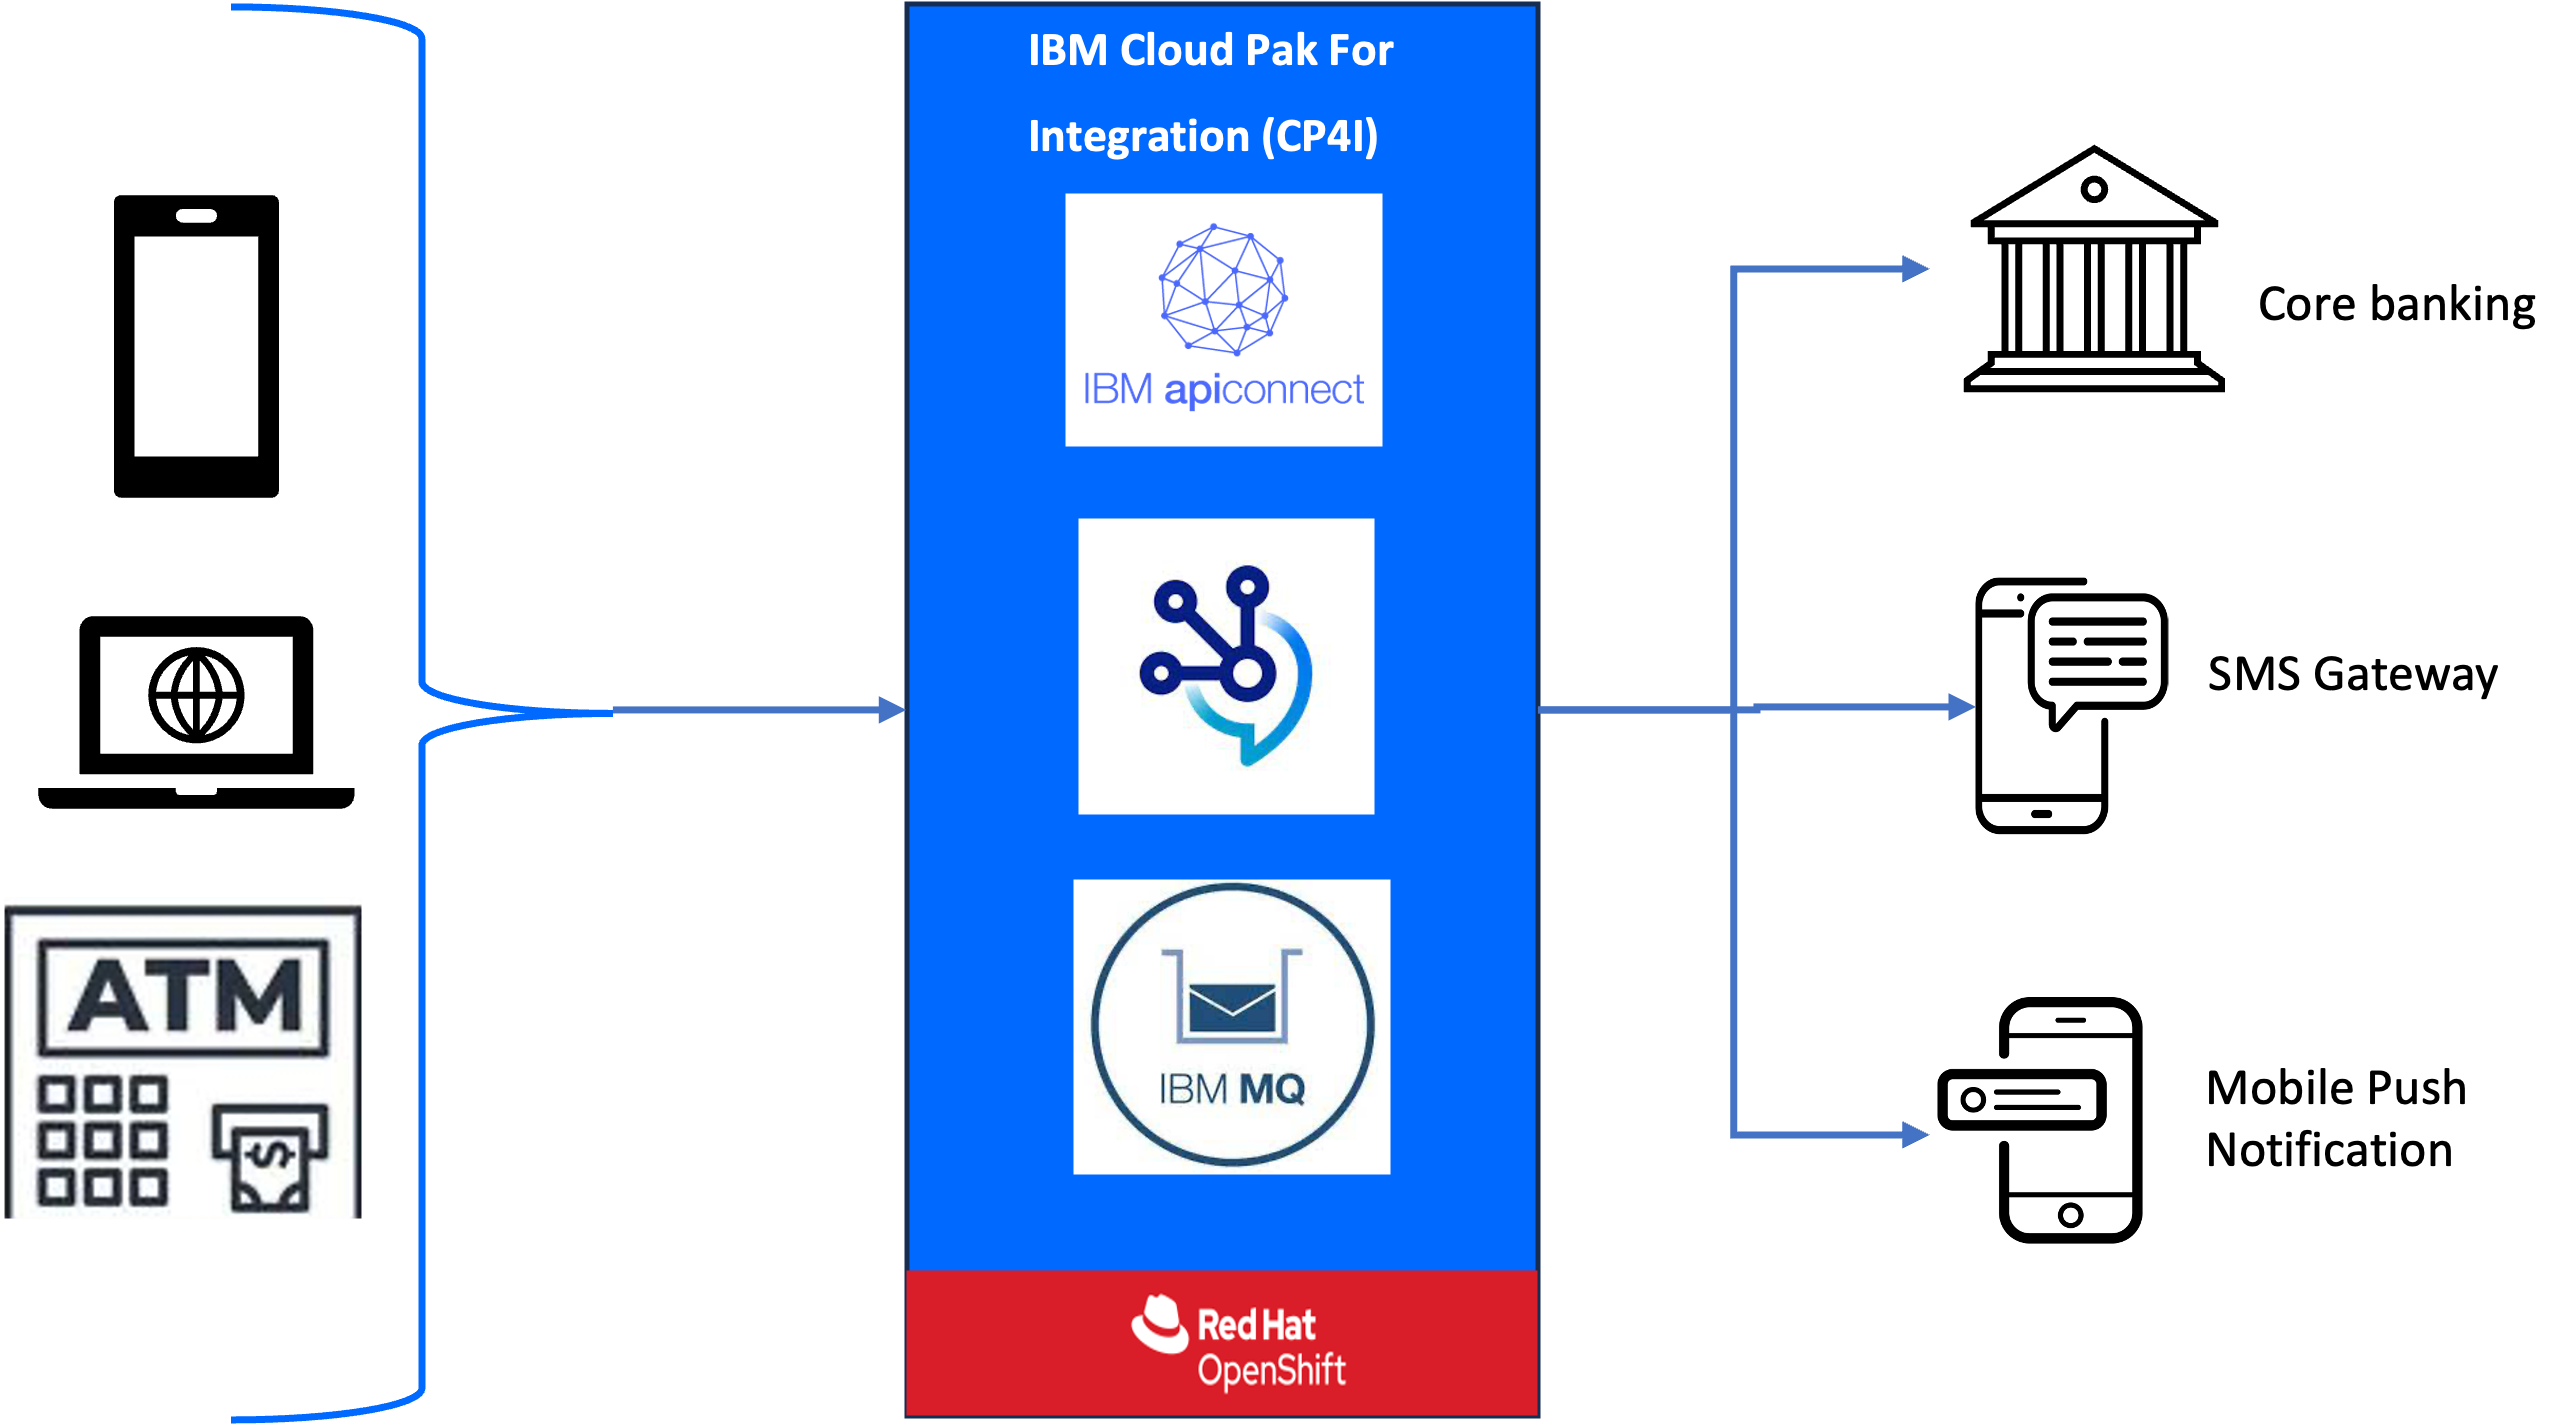 IBM Cloud Pak For
Integration (CP4I)
IBM apiconnect
Core banking
SMS Gateway
ATM
$
IBM MQ
Mobile Push
Notification
Red Hat
OpenShift